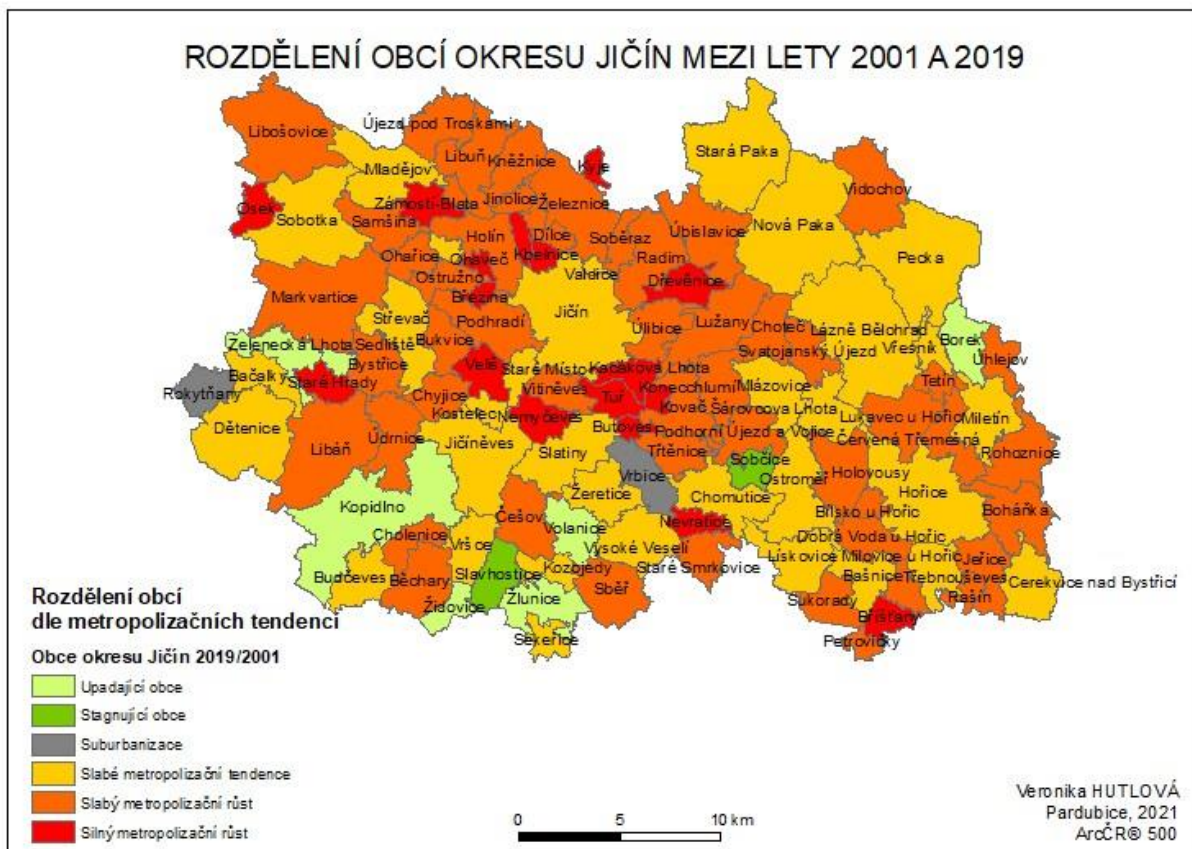 ROZDĚLENÍ OBCÍ OKRESU JIČÍN MEZI LETY 2001 A 2019
Libošovice
Újezd pod Troskami
Mladějov
Libuň
Kněžnice
Kyje
Stará Paka
Vidochov
Osek
Sobotka
Zámostí-Blata
Jinolice
Železnice
Samšina
Holín
Dílce
Soběraz
Úbislavice
Nová Paka
Pecka
Ohařice
Ohaveč
Kbelnice
Radim
Ostružno
Valdice
Dřevěnice
Markvartice
Březina
Střevač
Podhradí
Jičín
Úlibice
Lužany
Choteč
Lázně Bělohrad
Borek
Zelenecká Lhota
Sedliště
Bukvice
Svatojanský Újezd
Vřesník
Úhlejov
Bačalky
Bystřice
Veliš
Staré Místo
Kacákova Lhota
Rokytňany
Staré Hrady
Vitiněves
Konecchlumí
Mlázovice
Tetín
Chyjice
Kostelec
Nemyčeves
Tuř
Kovač
Šárovcova Lhota
Lukavec u Hořic
Miletín
Dětenice
Libáň
Údrnice
Jičíněves
Butoves
Podhorní Újezd a Vojice
Červená Třemešná
Slatiny
Třtěnice
Sobčice
Rohoznice
Vrbice
Ostroměř
Holovousy
Kopidlno
Žeretice
Chomutice
Hořice
Češov
Volanice
Nevratice
Bílsko u Hořic
Boháňka
Cholenice
Vršce
Vysoké Veselí
Dobrá Voda u Hořic
Kozojedy
Staré Smrkovice
Lískovice
Milovice u Hořic
Jeřice
Budčeves
Běchary
Slavhostice
Sběř
Bašnice
Třebnouševes
Cerekvice nad Bystřicí
Židovice
Žlunice
Sukorady
Rašín
Sekeřice
Bříšťany
Petrovičky
Rozdělení obcí
dle metropolizačních tendencí
Obce okresu Jičín 2019/2001
Upadající obce
Stagnující obce
Suburbanizace
Slabé metropolizační tendence
Slabý metropolizační růst
Silný metropolizační růst
0 5 10 km
Veronika HUTLOVÁ
Pardubice, 2021
ArcČR® 500